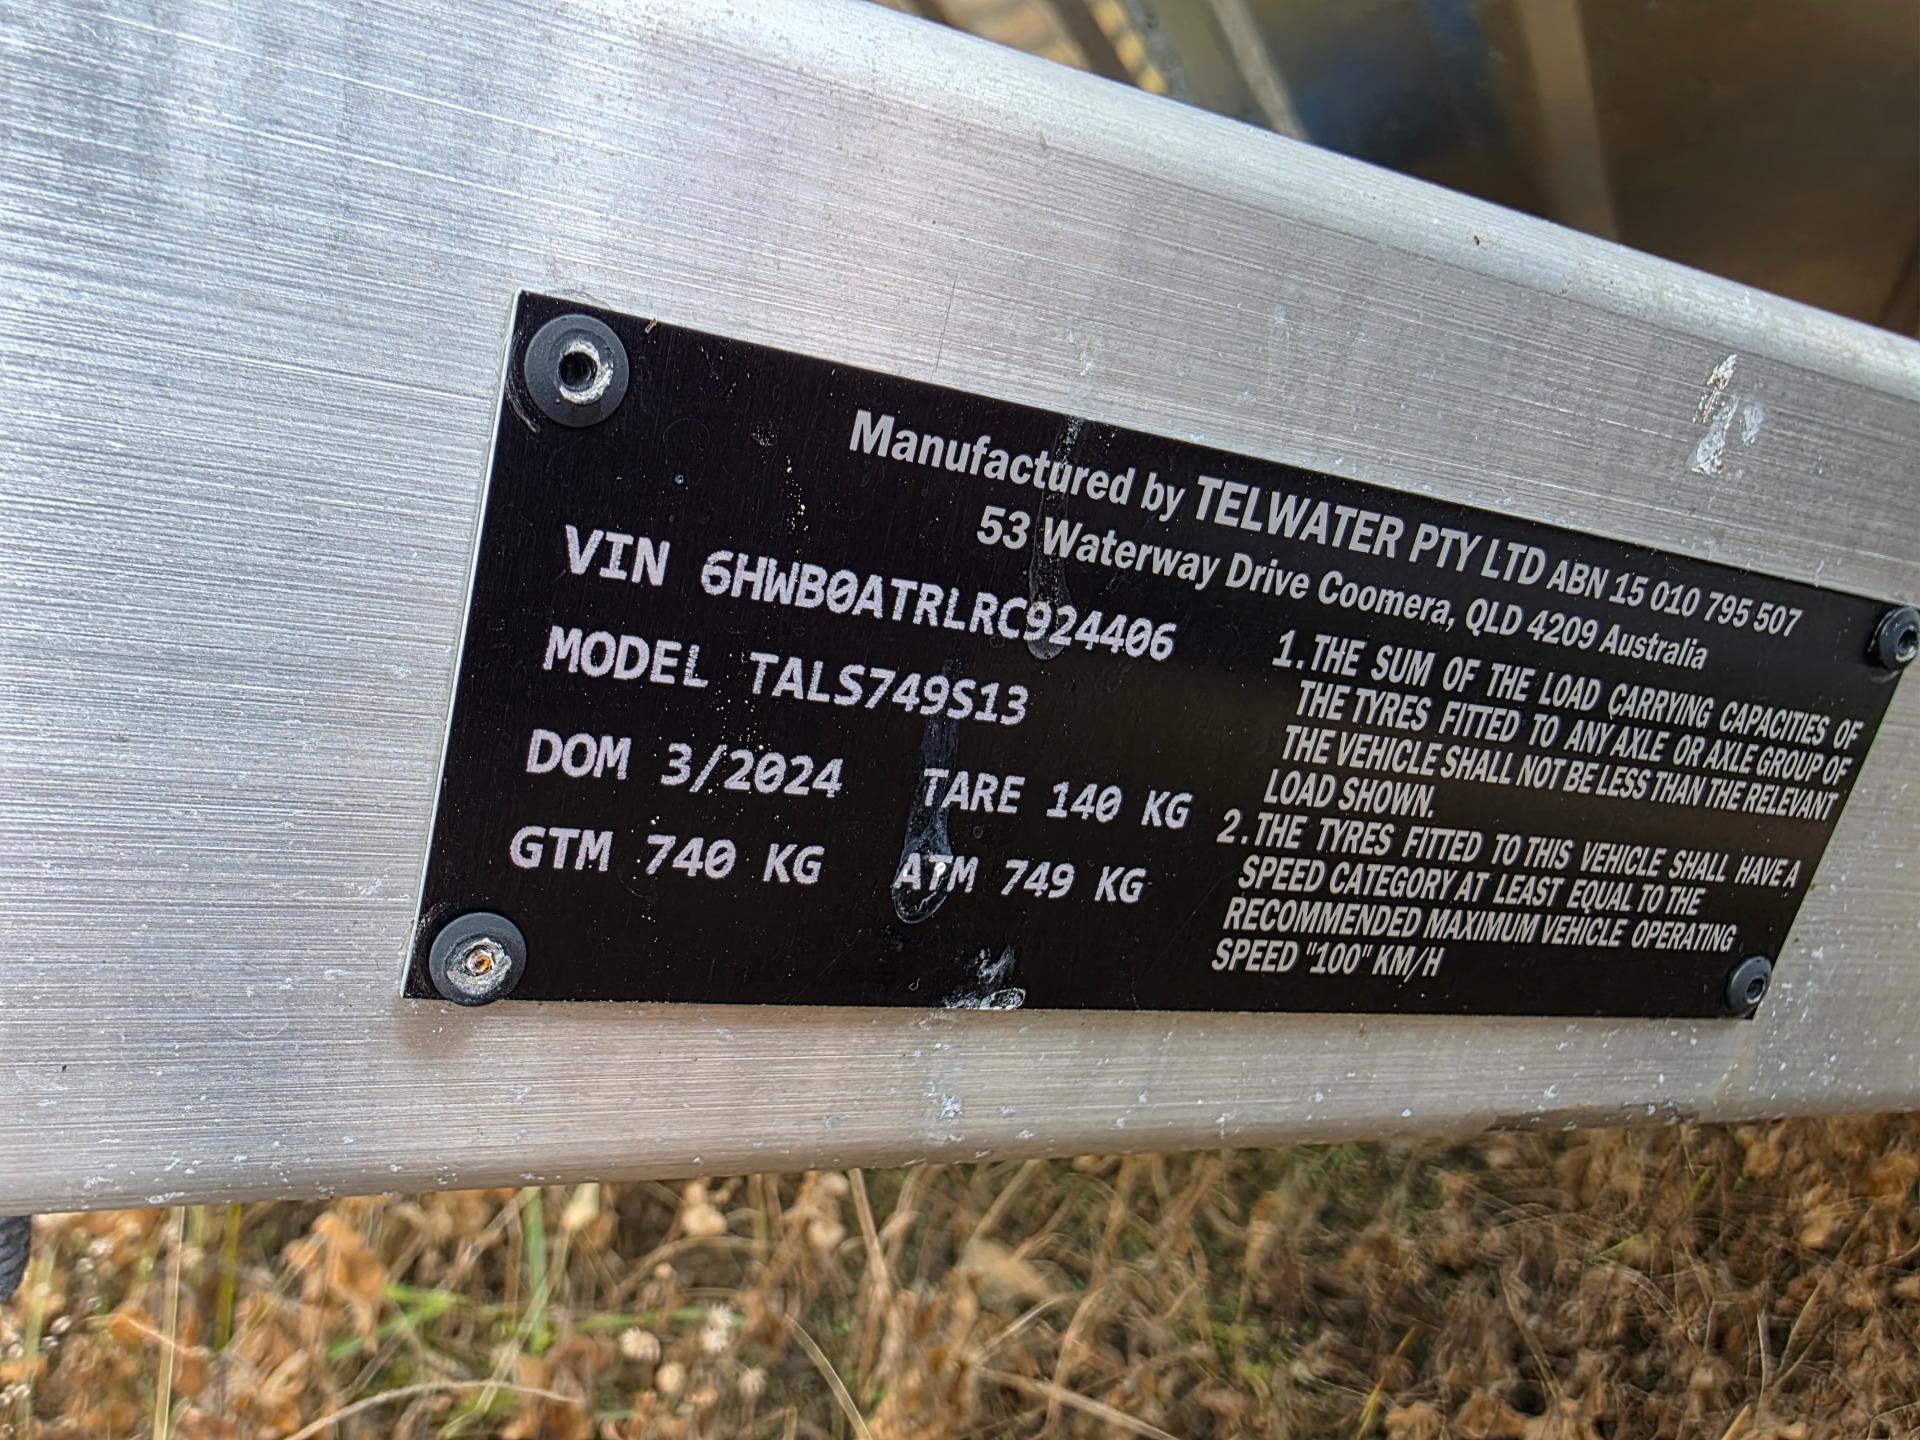 Manufactured by TELWATER PTY LTD ABN 15 010 795 507
53 Waterway Drive Coomera, QLD 4209 Australia
VIN 6HWB0ATRLRC924406
MODEL TALS749S13
DOM 3/2024 TARE 140 KG
GTM 740 KG ATM 749 KG
1. THE SUM OF THE LOAD CARRYING CAPACITIES OF
THE TYRES FITTED TO ANY AXLE OR AXLE GROUP OF
THE VEHICLE SHALL NOT BE LESS THAN THE RELEVANT
LOAD SHOWN.
2. THE TYRES FITTED TO THIS VEHICLE SHALL HAVE A
SPEED CATEGORY AT LEAST EQUAL TO THE
RECOMMENDED MAXIMUM VEHICLE OPERATING
SPEED "100" KM/H